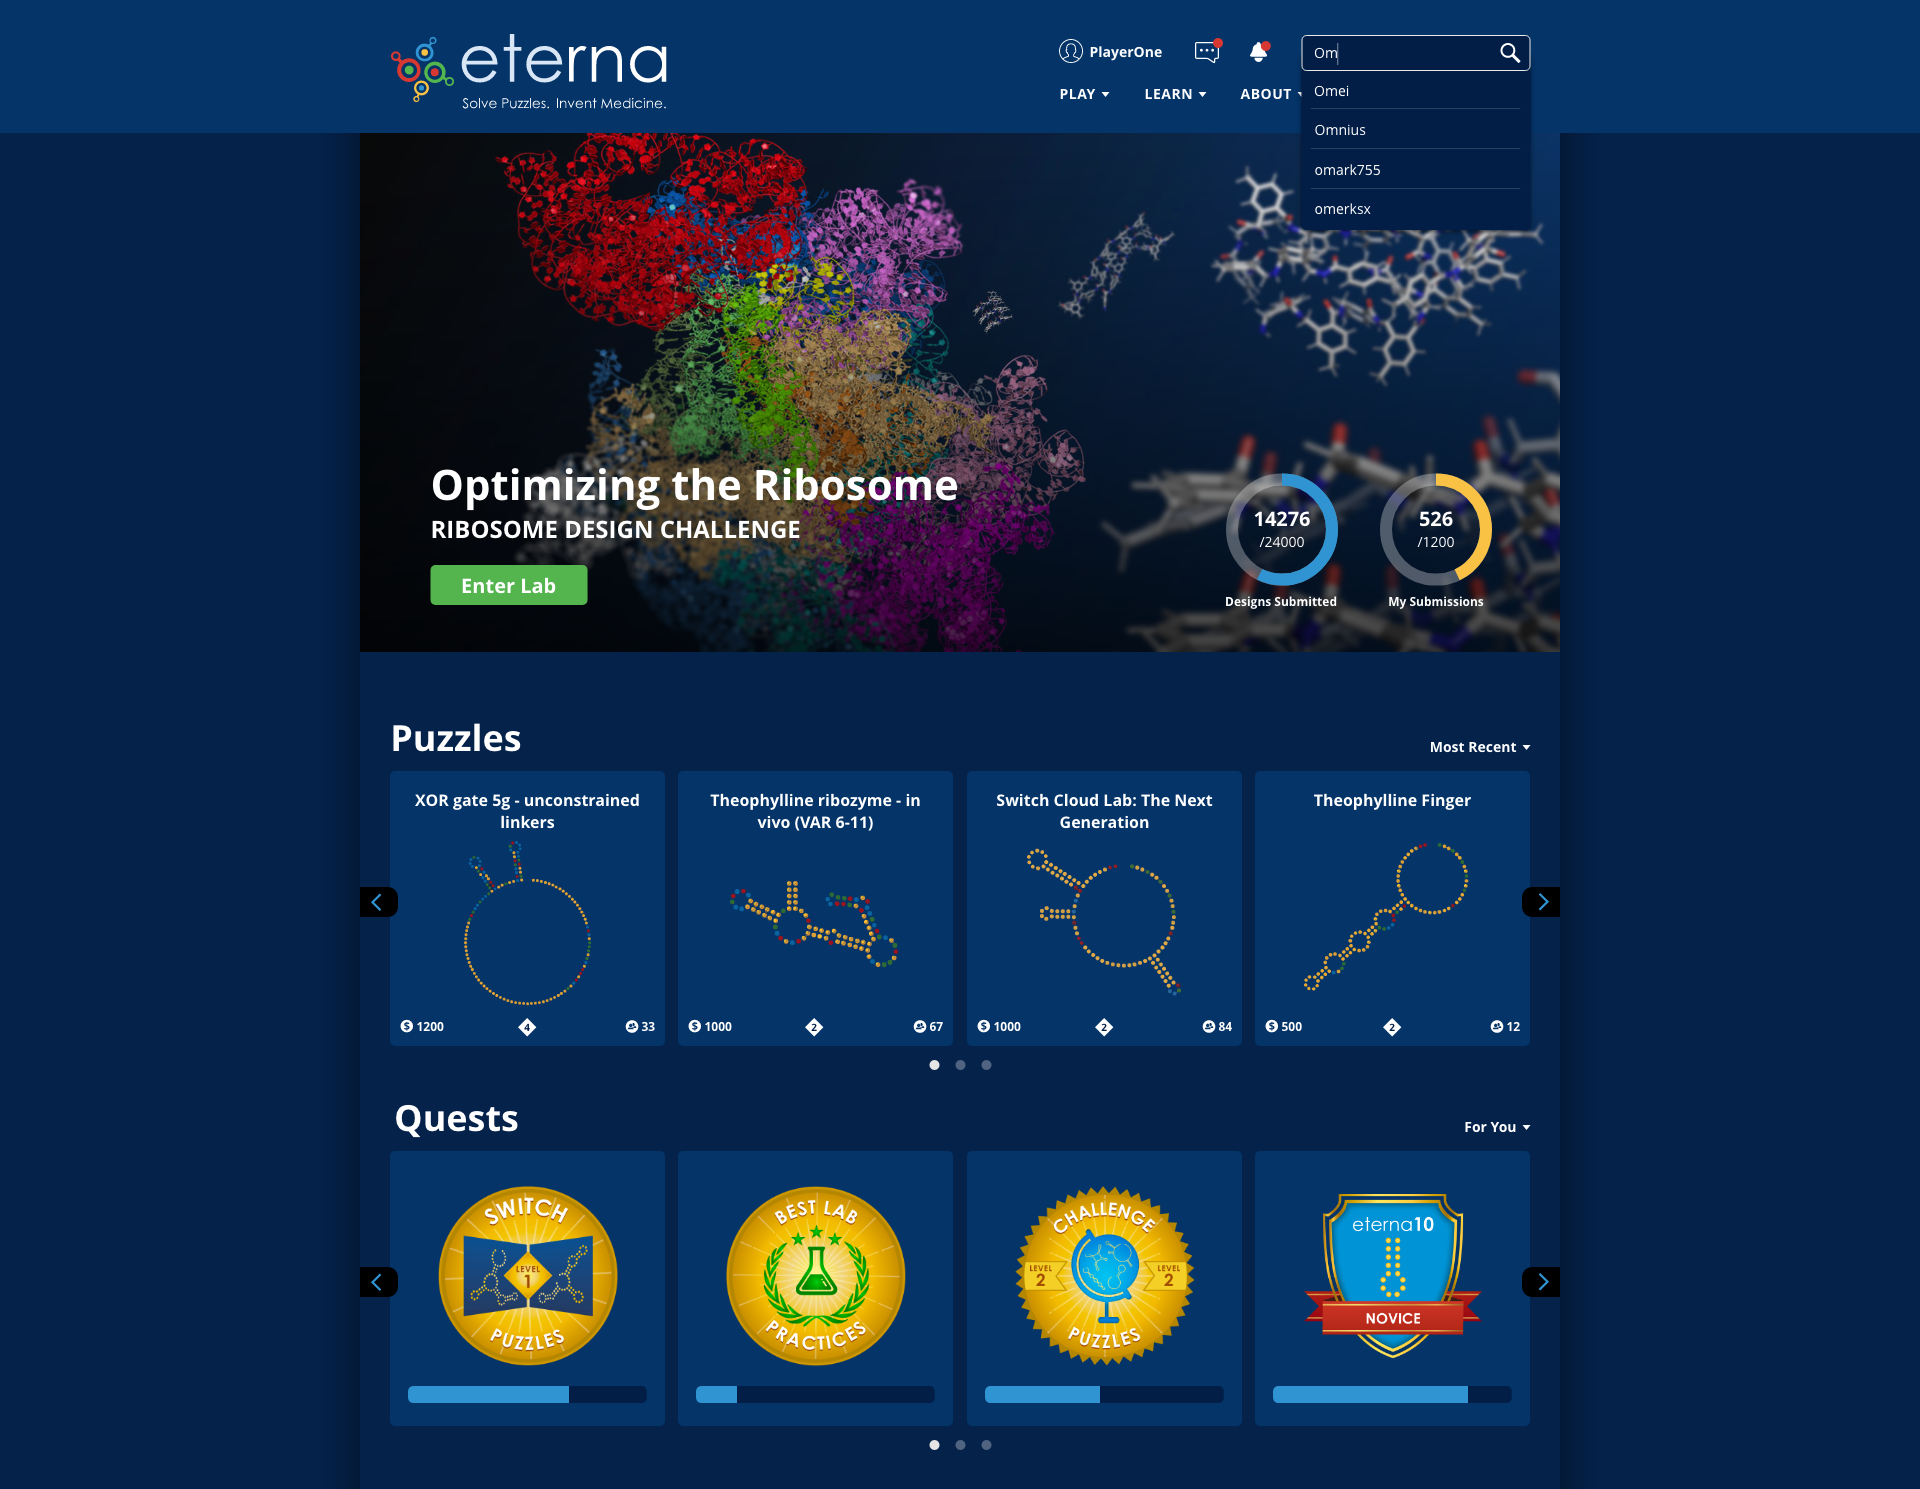 eterna
Solve Puzzles. Invent Medicine.
PlayerOne
Om
PLAY
LEARN
ABOUT
Omei
Omnius
omark755
omerksx
Optimizing the Ribosome
RIBOSOME DESIGN CHALLENGE
Enter Lab
14276
/24000
Designs Submitted
526
/1200
My Submissions
Puzzles
Most Recent
XOR gate 5g - unconstrained
linkers
$ 1200
4
33
Theophylline ribozyme - in
vivo (VAR 6-11)
$ 1000
2
67
Switch Cloud Lab: The Next
Generation
$ 1000
2
84
Theophylline Finger
$ 500
2
12
Quests
For You
SWITCH
LEVEL
1
PUZZLES
BEST LAB
PRACTICES
CHALLENGE
LEVEL
2
LEVEL
2
PUZZLES
eterna10
NOVICE